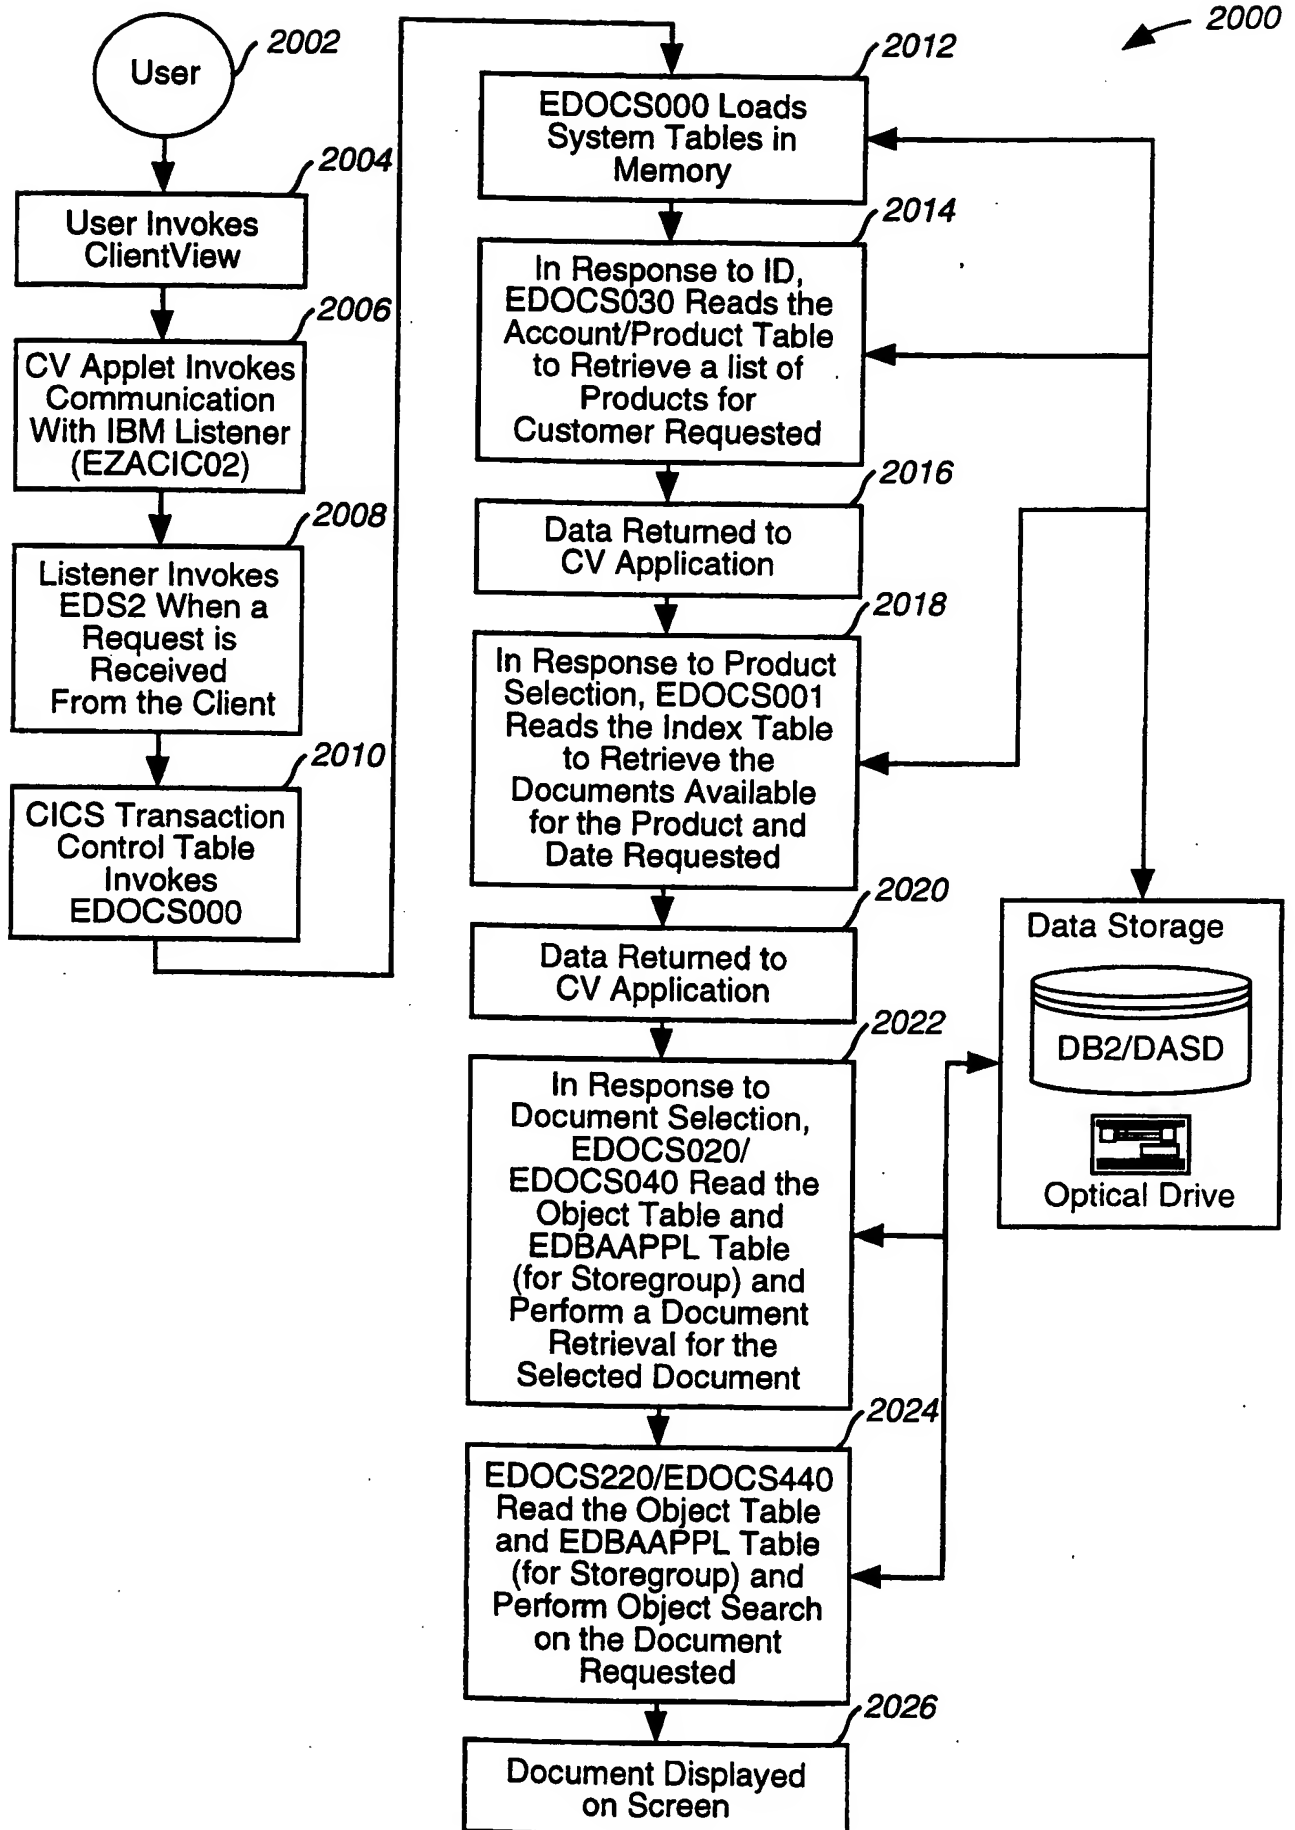 2000
2002
User
2004
User Invokes
ClientView
2006
CV Applet Invokes
Communication
With IBM Listener
(EZACIC02)
2008
Listener Invokes
EDS2 When a
Request is
Received
From the Client
2010
CICS Transaction
Control Table
Invokes
EDOCS000
2012
EDOCS000 Loads
System Tables in
Memory
2014
In Response to ID,
EDOCS030 Reads the
Account/Product Table
to Retrieve a list of
Products for
Customer Requested
2016
Data Returned to
CV Application
2018
In Response to Product
Selection, EDOCS001
Reads the Index Table
to Retrieve the
Documents Available
for the Product and
Date Requested
2020
Data Returned to
CV Application
2022
In Response to
Document Selection,
EDOCS020/
EDOCS040 Read the
Object Table and
EDBAAPPL Table
(for Storegroup) and
Perform a Document
Retrieval for the
Selected Document
2024
EDOCS220/EDOCS440
Read the Object Table
and EDBAAPPL Table
(for Storegroup) and
Perform Object Search
on the Document
Requested
2026
Document Displayed
on Screen
Data Storage
DB2/DASD
Optical Drive